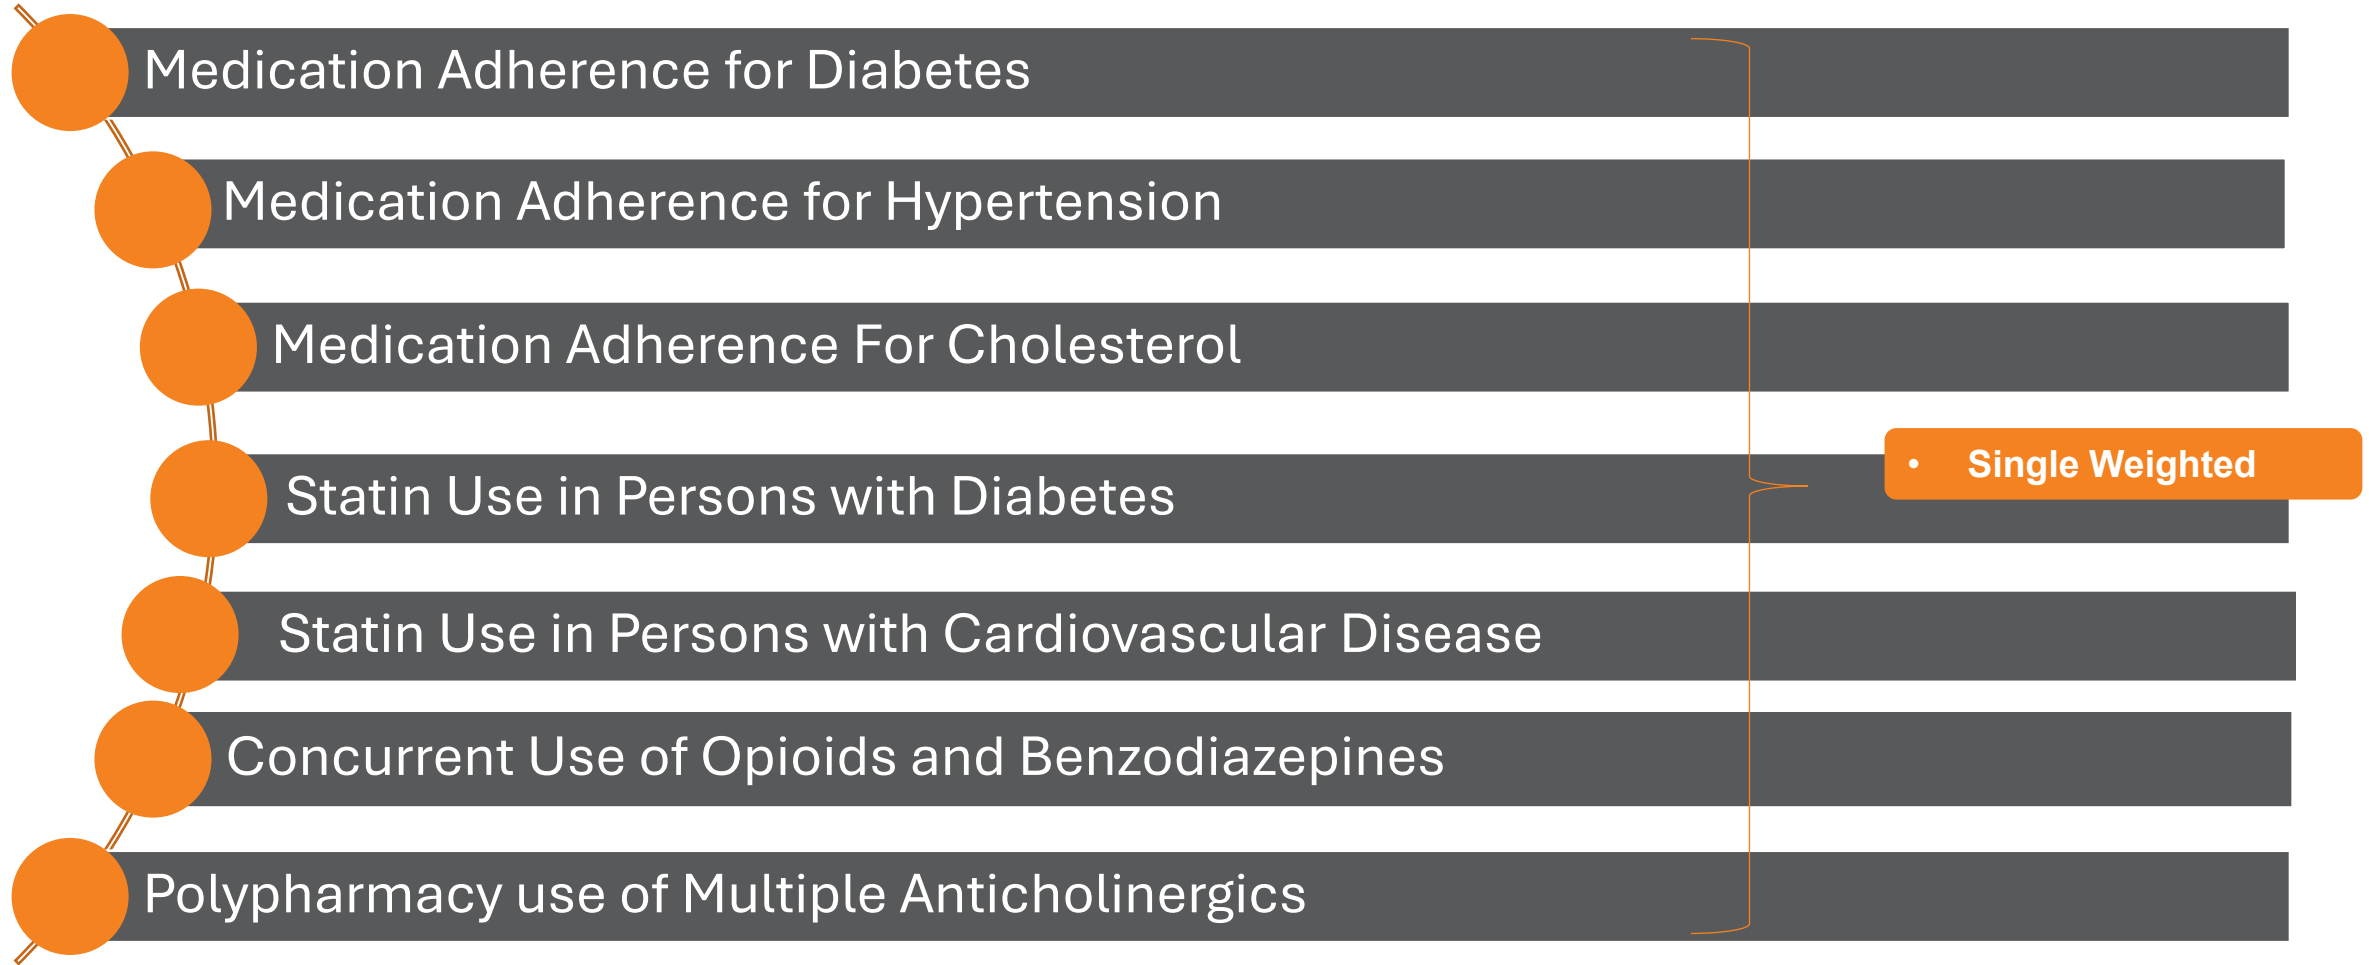 Medication Adherence for Diabetes
Medication Adherence for Hypertension
Medication Adherence For Cholesterol
Statin Use in Persons with Diabetes
• Single Weighted
Statin Use in Persons with Cardiovascular Disease
Concurrent Use of Opioids and Benzodiazepines
Polypharmacy use of Multiple Anticholinergics